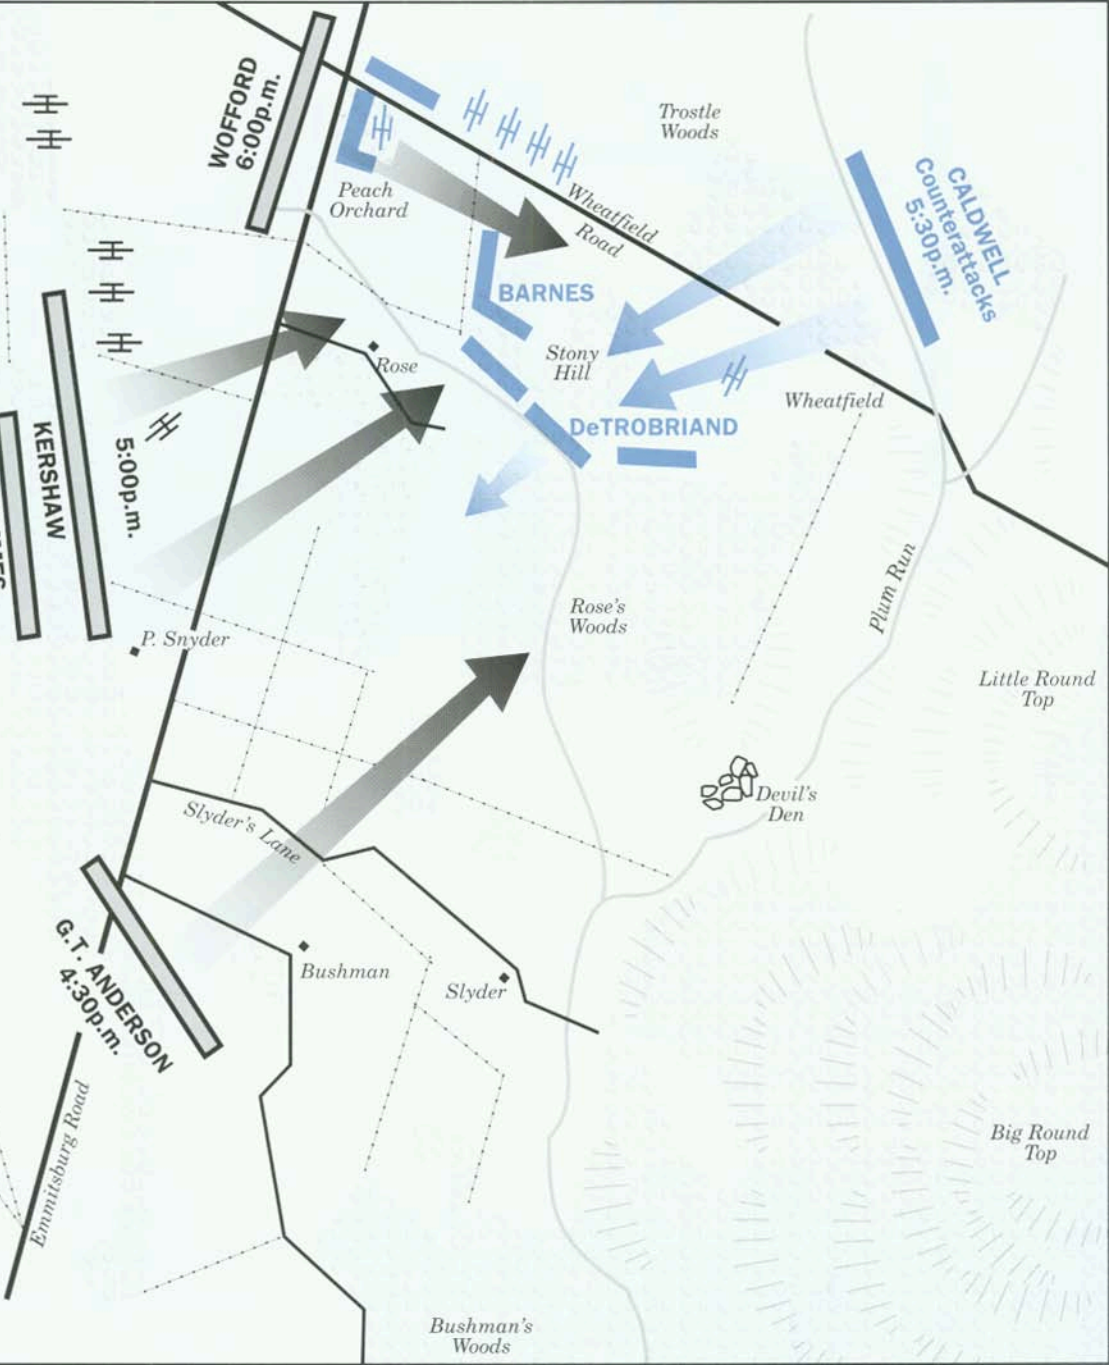 WOFFORD
6:00p.m.
Trostle
Woods
CALDWELL
Counterattacks
5:30p.m.
Peach
Orchard
Wheatfield
Road
BARNES
Stony
Hill
Rose
Wheatfield
DeTROBRIAND
KERSHAW
5:00p.m.
Plum Run
Rose's
Woods
P. Snyder
Little Round
Top
Devil's
Den
Slyder's Lane
G.T. ANDERSON
4:30p.m.
Bushman
Slyder
Emmitsburg Road
Big Round
Top
Bushman's
Woods